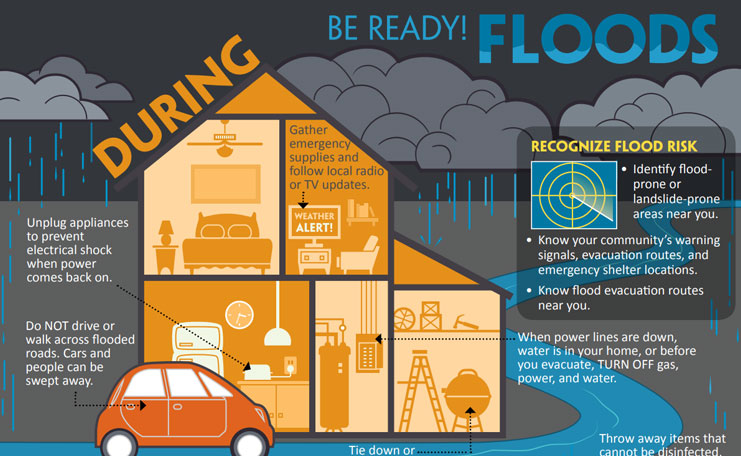 BE READY! FLOODS
DURING
Gather
emergency
supplies and
follow local radio
or TV updates.
WEATHER
ALERT!
RECOGNIZE FLOOD RISK
• Identify flood-
prone or
landslide-prone
areas near you.
• Know your community's warning
signals, evacuation routes, and
emergency shelter locations.
• Know flood evacuation routes
near you.
Unplug appliances
to prevent
electrical shock
when power
comes back on.
Do NOT drive or
walk across flooded
roads. Cars and
people can be
swept away.
When power lines are down,
water is in your home, or before
you evacuate, TURN OFF gas,
power, and water.
Tie down or
Throw away items that
cannot be disinfected,